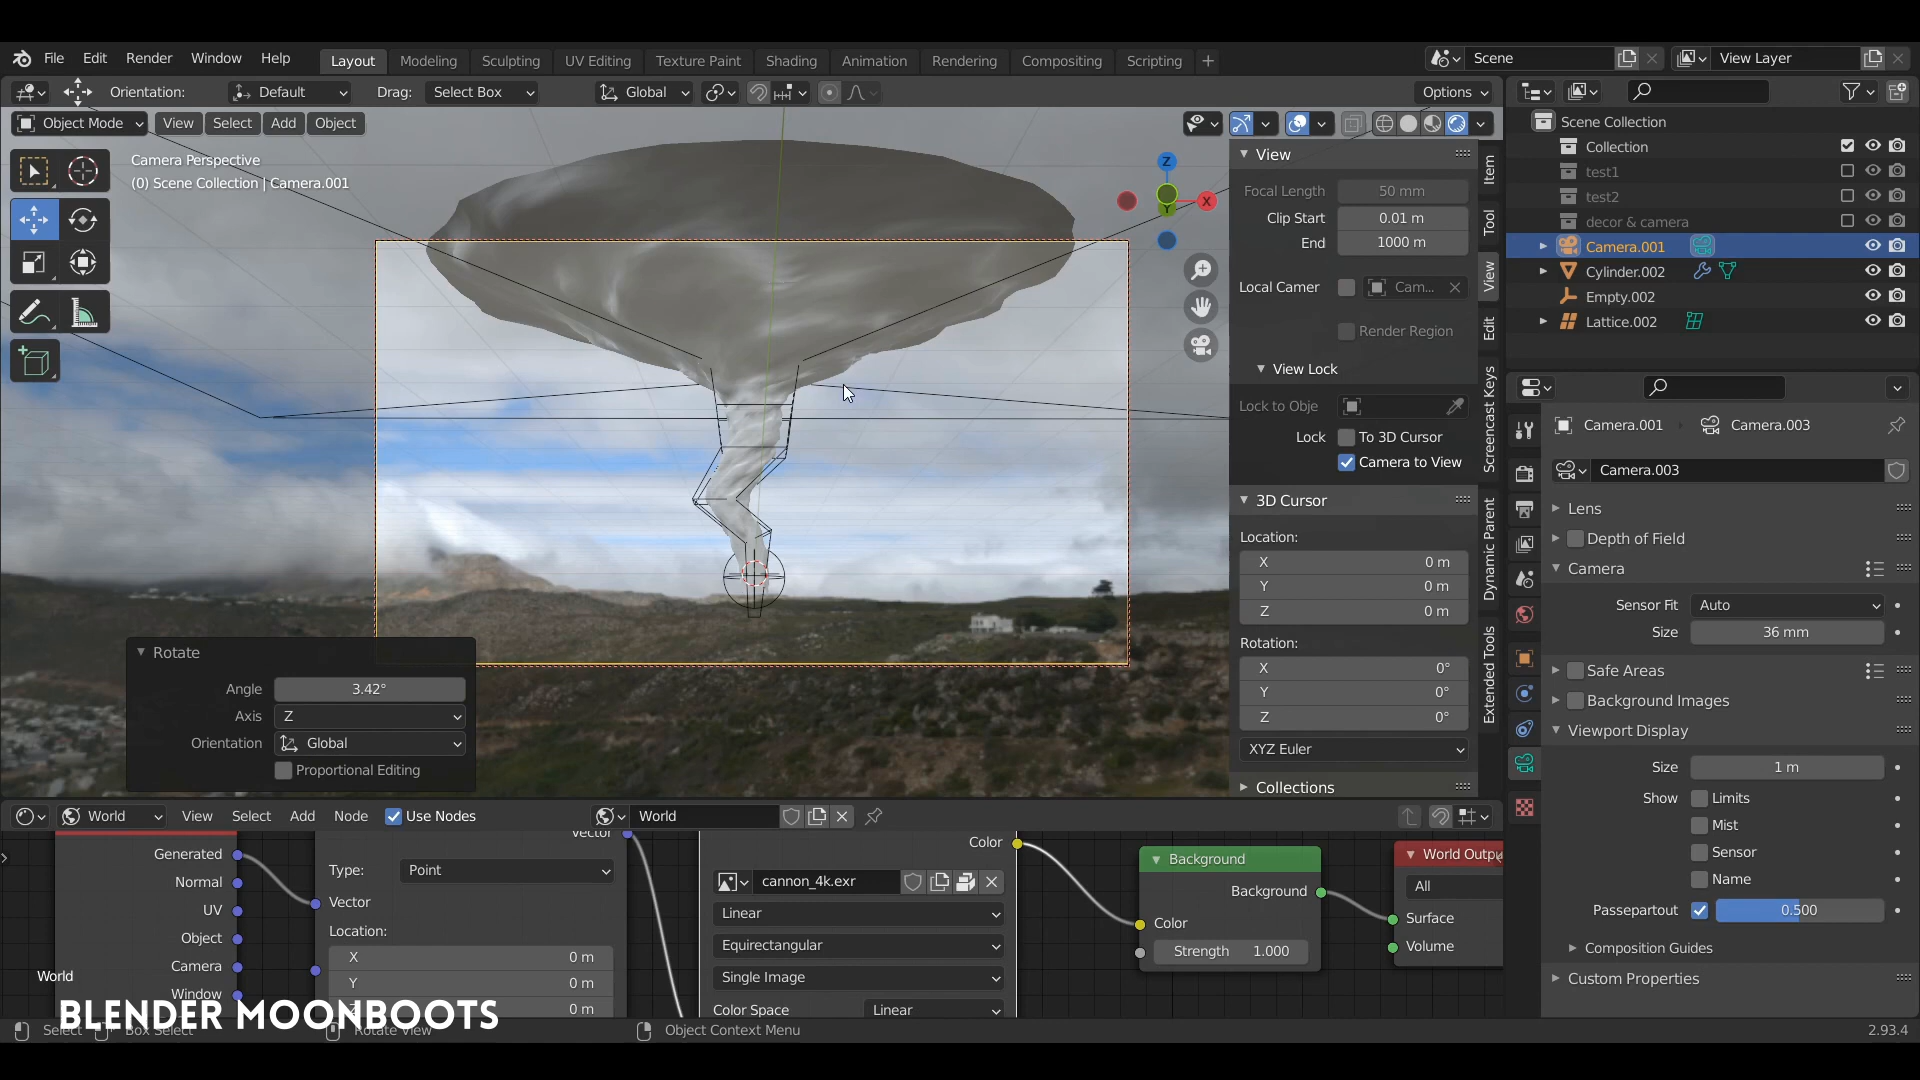 File Edit Render Window Help Layout Modeling Sculpting UV Editing Texture Paint Shading Animation Rendering Compositing Scripting + Scene View Layer
Orientation: Default Drag: Select Box Global Options
Object Mode View Select Add Object
Camera Perspective
(0) Scene Collection | Camera.001
Z
X
Y
View
Focal Length 50 mm
Clip Start 0.01 m
End 1000 m
Local Camer Cam...
Render Region
View Lock
Lock to Obje
Lock To 3D Cursor
Camera to View
3D Cursor
Location:
X 0 m
Y 0 m
Z 0 m
Rotation:
X 0°
Y 0°
Z 0°
XYZ Euler
Collections
Item
Tool
View
Edit
Screencast Keys
Dynamic Parent
Extended Tools
Scene Collection
Collection
test1
test2
decor & camera
Camera.001
Cylinder.002
Empty.002
Lattice.002
Camera.001 Camera.003
Camera.003
Lens
Depth of Field
Camera
Sensor Fit Auto
Size 36 mm
Safe Areas
Background Images
Viewport Display
Size 1 m
Show Limits
Mist
Sensor
Name
Passepartout 0.500
Composition Guides
Custom Properties
Rotate
Angle 3.42°
Axis Z
Orientation Global
Proportional Editing
World View Select Add Node Use Nodes World
Generated
Normal
UV
Object
Camera
Window
World
Vector
Type: Point
Vector
Location:
X 0 m
Y 0 m
Z 0 m
Color
cannon_4k.exr
Linear
Equirectangular
Single Image
Color Space Linear
Background
Background
Color
Strength 1.000
World Outpu
All
Surface
Volume
BLENDER MOONBOOTS
Select Box Select Rotate View Object Context Menu 2.93.4